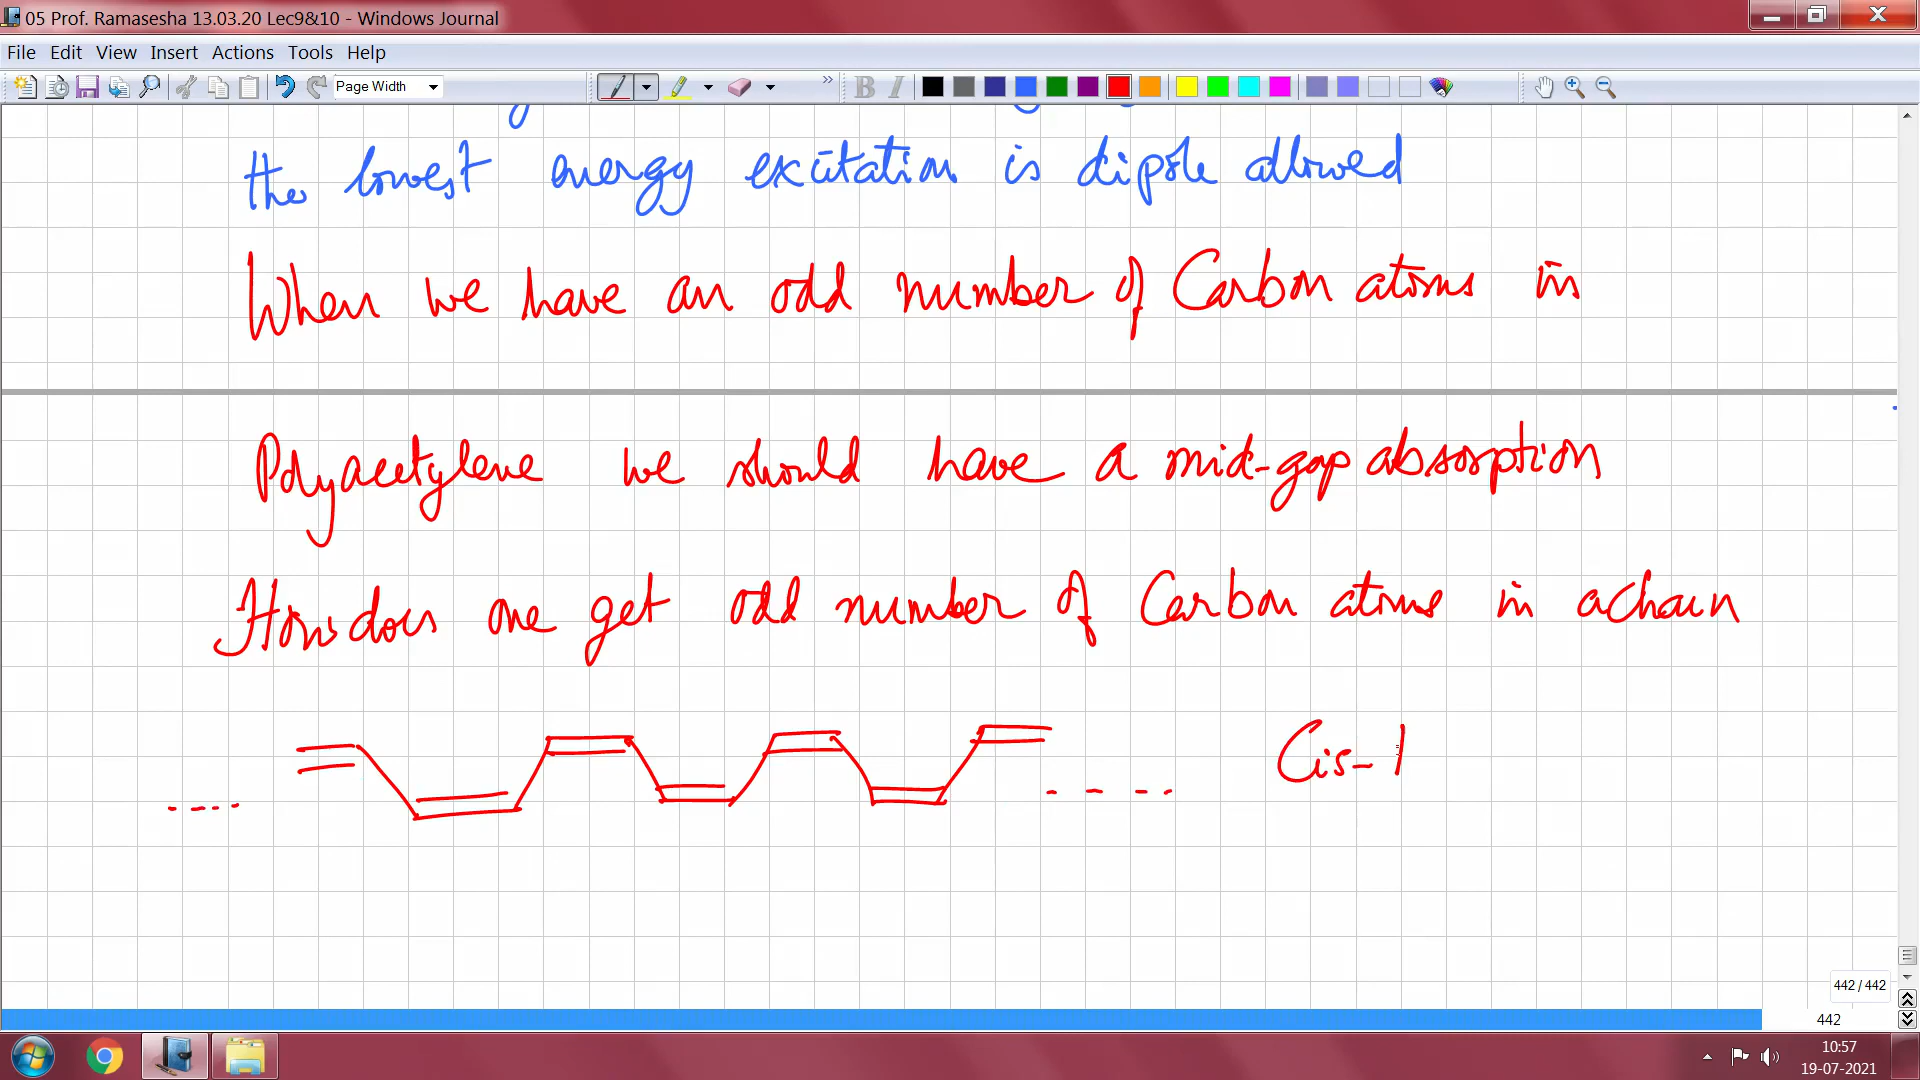 05 Prof. Ramasesha 13.03.20 Lec9&10 - Windows Journal
File Edit View Insert Actions Tools Help
Page Width
B I
the lowest energy excitation is dipole allowed
When we have an odd number of Carbon atoms in
Polyacetylene we should have a mid-gap absorption
How does one get odd number of Carbon atoms in a chain
Cis-
442 / 442
442
10:57
19-07-2021